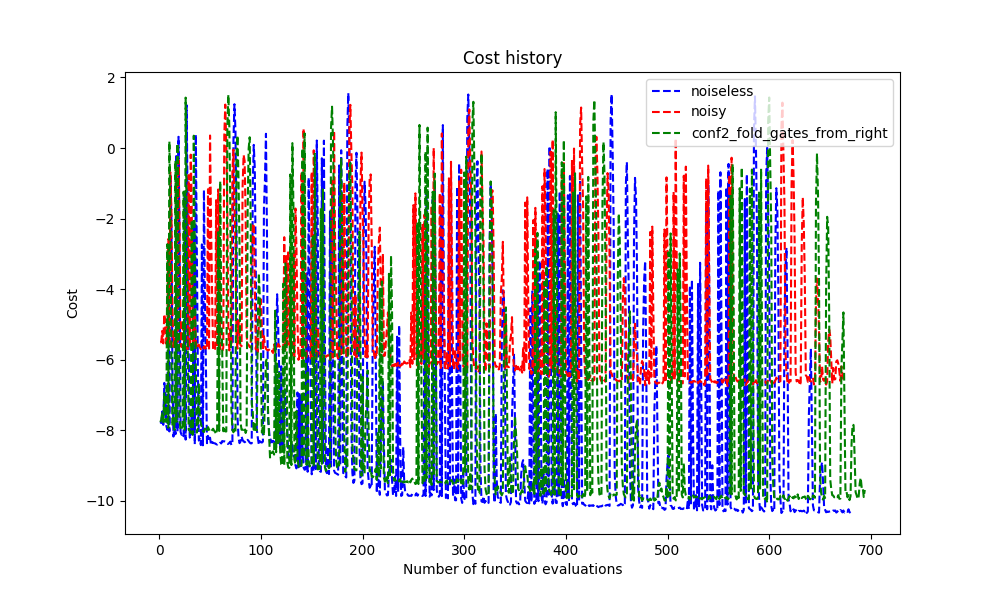 Cost history
2
0
−2
−4
−6
−8
−10
Cost
noiseless
noisy
conf2_fold_gates_from_right
0 100 200 300 400 500 600 700
Number of function evaluations